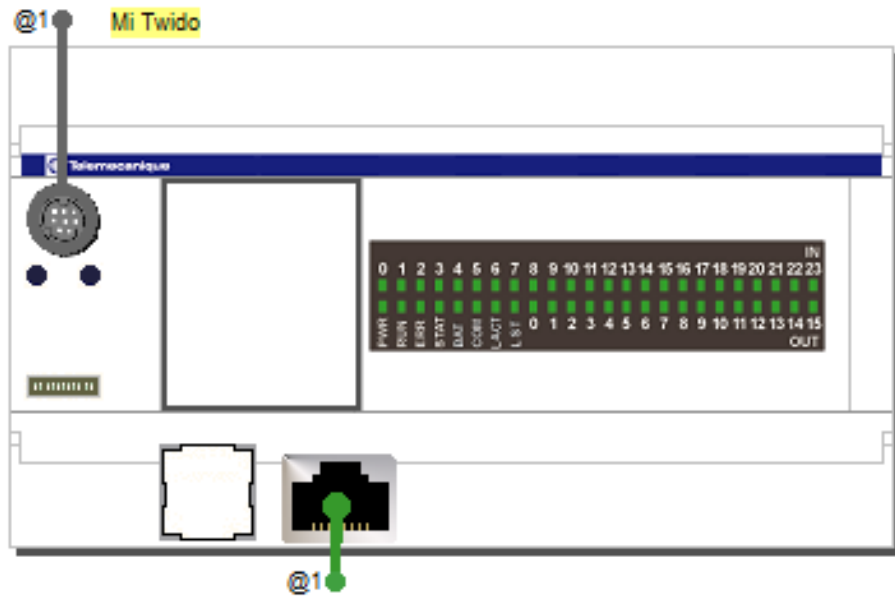 @1 Mi Twido
Telemecanique
IN
0 1 2 3 4 5 6 7 8 9 10 11 12 13 14 15 16 17 18 19 20 21 22 23
PWR RUN ERR STAT BAT COM L ACT L ST 0 1 2 3 4 5 6 7 8 9 10 11 12 13 14 15
OUT
@1